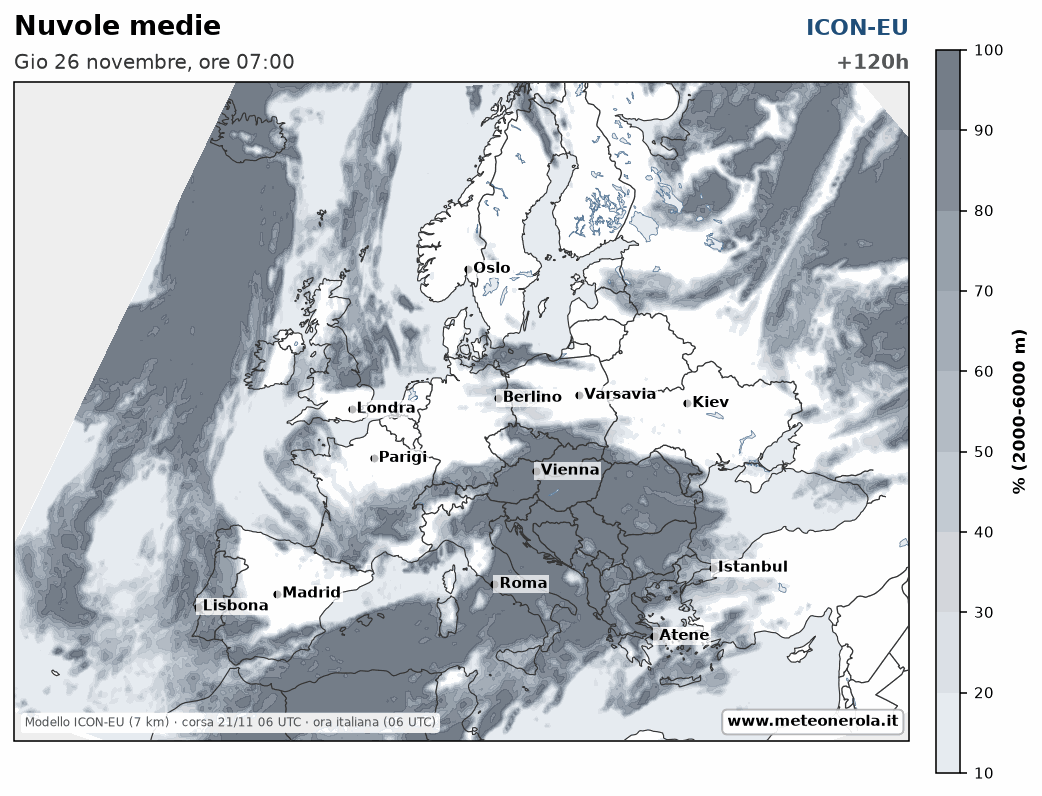 Nuvole medie
ICON-EU
Gio 26 novembre, ore 07:00
+120h
100
90
80
70
60
50
40
30
20
10
% (2000-6000 m)
Oslo
Berlino
Varsavia
Kiev
Londra
Parigi
Vienna
Istanbul
Roma
Madrid
Lisbona
Atene
Modello ICON-EU (7 km) · corsa 21/11 06 UTC · ora italiana (06 UTC)
www.meteonerola.it